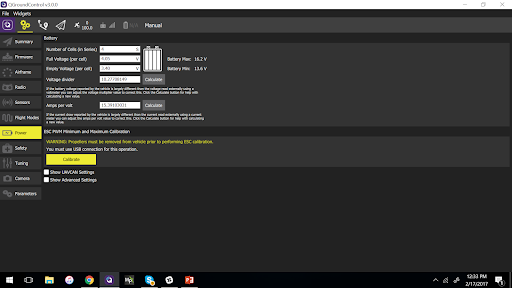 QGroundControl v3.0.0
File Widgets
0
100.0
N/A
Manual
Summary
Firmware
Airframe
Radio
Sensors
Flight Modes
Power
Safety
Tuning
Camera
Parameters
Battery
Number of Cells (in Series) 4 S
Full Voltage (per cell) 4.05 V Battery Max: 16.2 V
Empty Voltage (per cell) 3.40 V Battery Min: 13.6 V
Voltage divider 10.27708149 Calculate
If the battery voltage reported by the vehicle is largely different than the voltage read externally using a
voltmeter you can adjust the voltage multiplier value to correct this. Click the Calculate button for help with
calculating a new value.
Amps per volt 15.39103031 Calculate
If the current draw reported by the vehicle is largely different than the current read externally using a current
meter you can adjust the amps per volt value to correct this. Click the Calculate button for help with calculating
a new value.
ESC PWM Minimum and Maximum Calibration
WARNING: Propellers must be removed from vehicle prior to performing ESC calibration.
You must use USB connection for this operation.
Calibrate
Show UAVCAN Settings
Show Advanced Settings
12:33 PM
2/17/2017